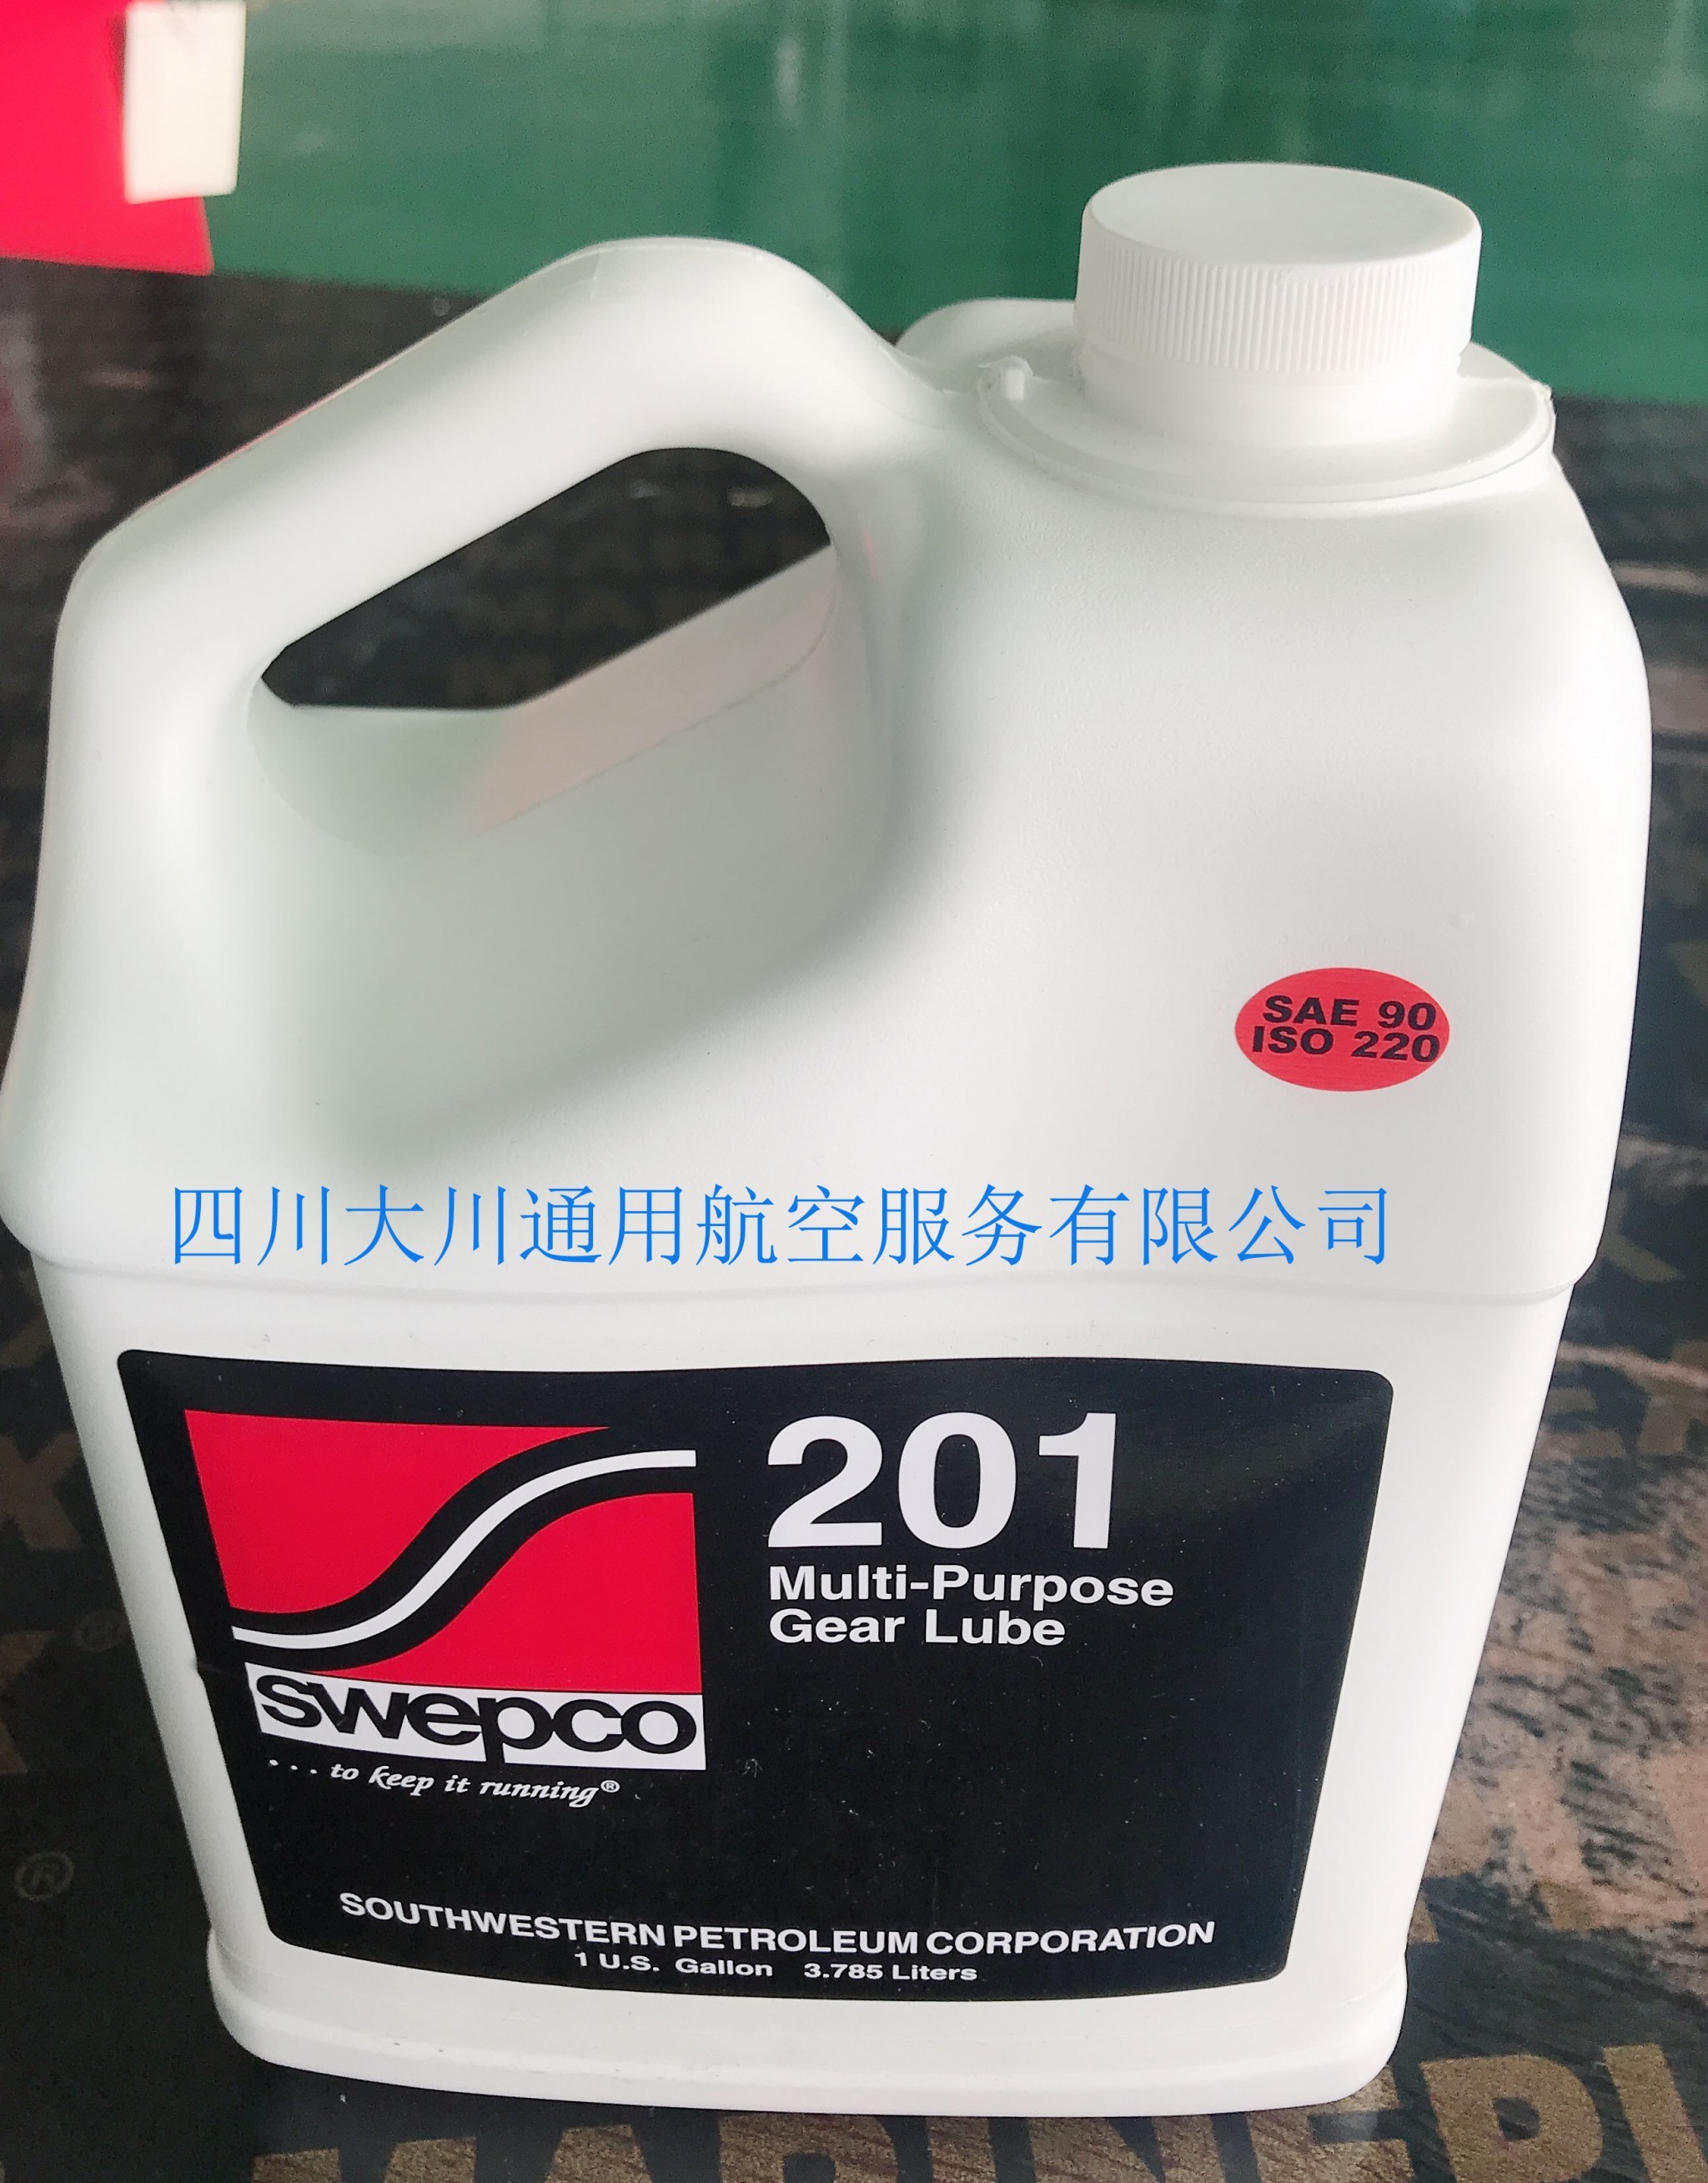 SAE 90
ISO 220
四川大川通用航空服务有限公司
201
Multi-Purpose
Gear Lube
swepco
...to keep it running®
SOUTHWESTERN PETROLEUM CORPORATION
1 U.S. Gallon 3.785 Liters